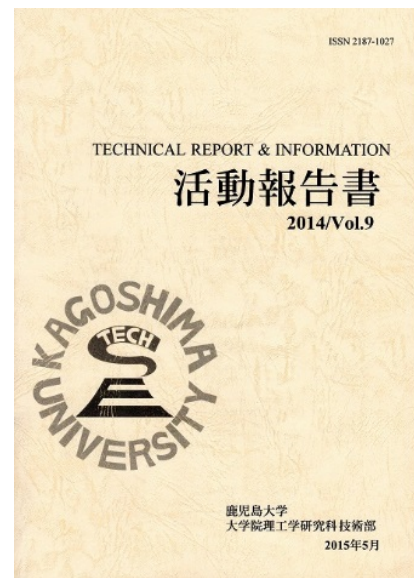 ISSN 2187-1027
TECHNICAL REPORT & INFORMATION
活動報告書
2014/Vol.9
KAGOSHIMA
TECH
UNIVERSITY
鹿児島大学
大学院理工学研究科技術部
2015年5月